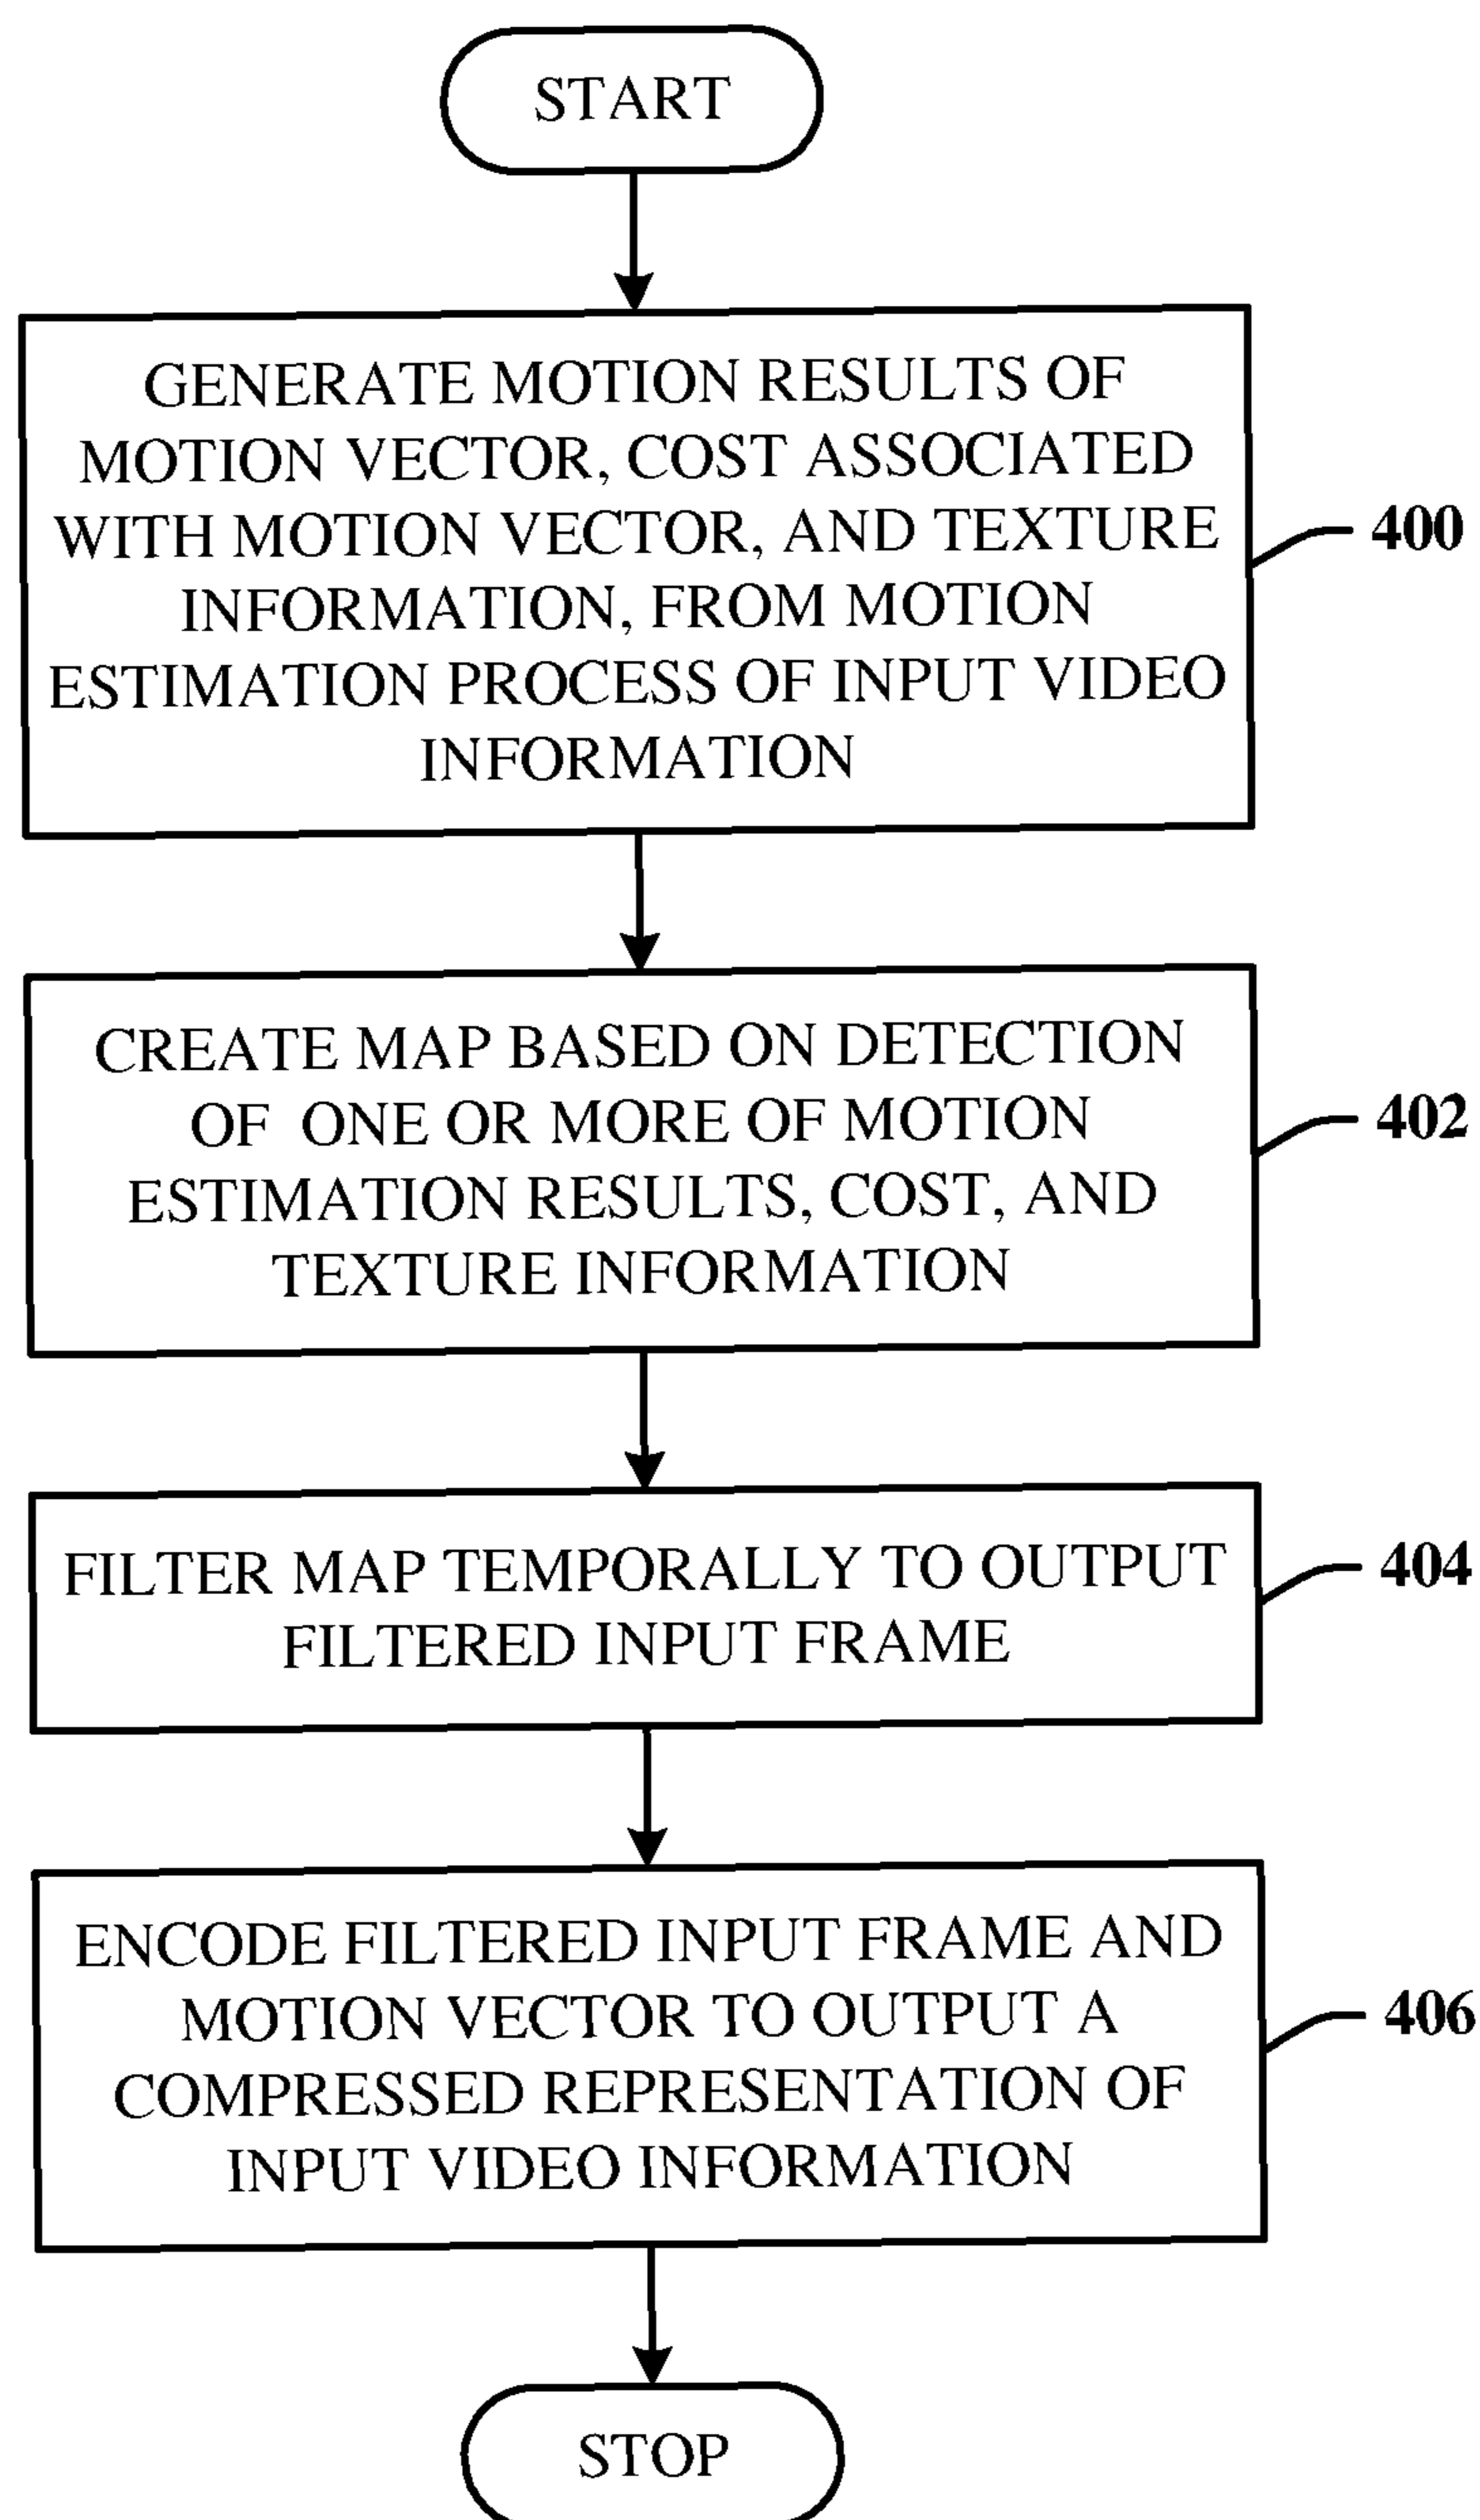 START
GENERATE MOTION RESULTS OF
MOTION VECTOR, COST ASSOCIATED
WITH MOTION VECTOR, AND TEXTURE
INFORMATION, FROM MOTION
ESTIMATION PROCESS OF INPUT VIDEO
INFORMATION
400
CREATE MAP BASED ON DETECTION
OF ONE OR MORE OF MOTION
ESTIMATION RESULTS, COST, AND
TEXTURE INFORMATION
402
FILTER MAP TEMPORALLY TO OUTPUT
FILTERED INPUT FRAME
404
ENCODE FILTERED INPUT FRAME AND
MOTION VECTOR TO OUTPUT A
COMPRESSED REPRESENTATION OF
INPUT VIDEO INFORMATION
406
STOP